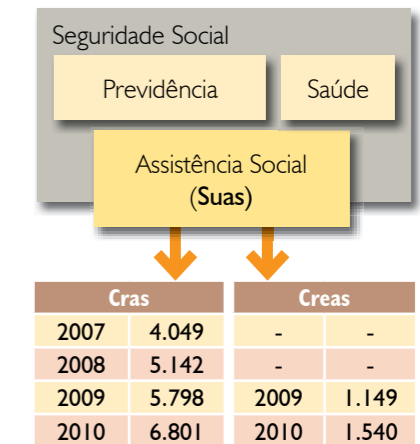 Seguridade Social
Previdência Saúde
Assistência Social
(Suas)
Cras Creas
2007 4.049 - -
2008 5.142 - -
2009 5.798 2009 1.149
2010 6.801 2010 1.540